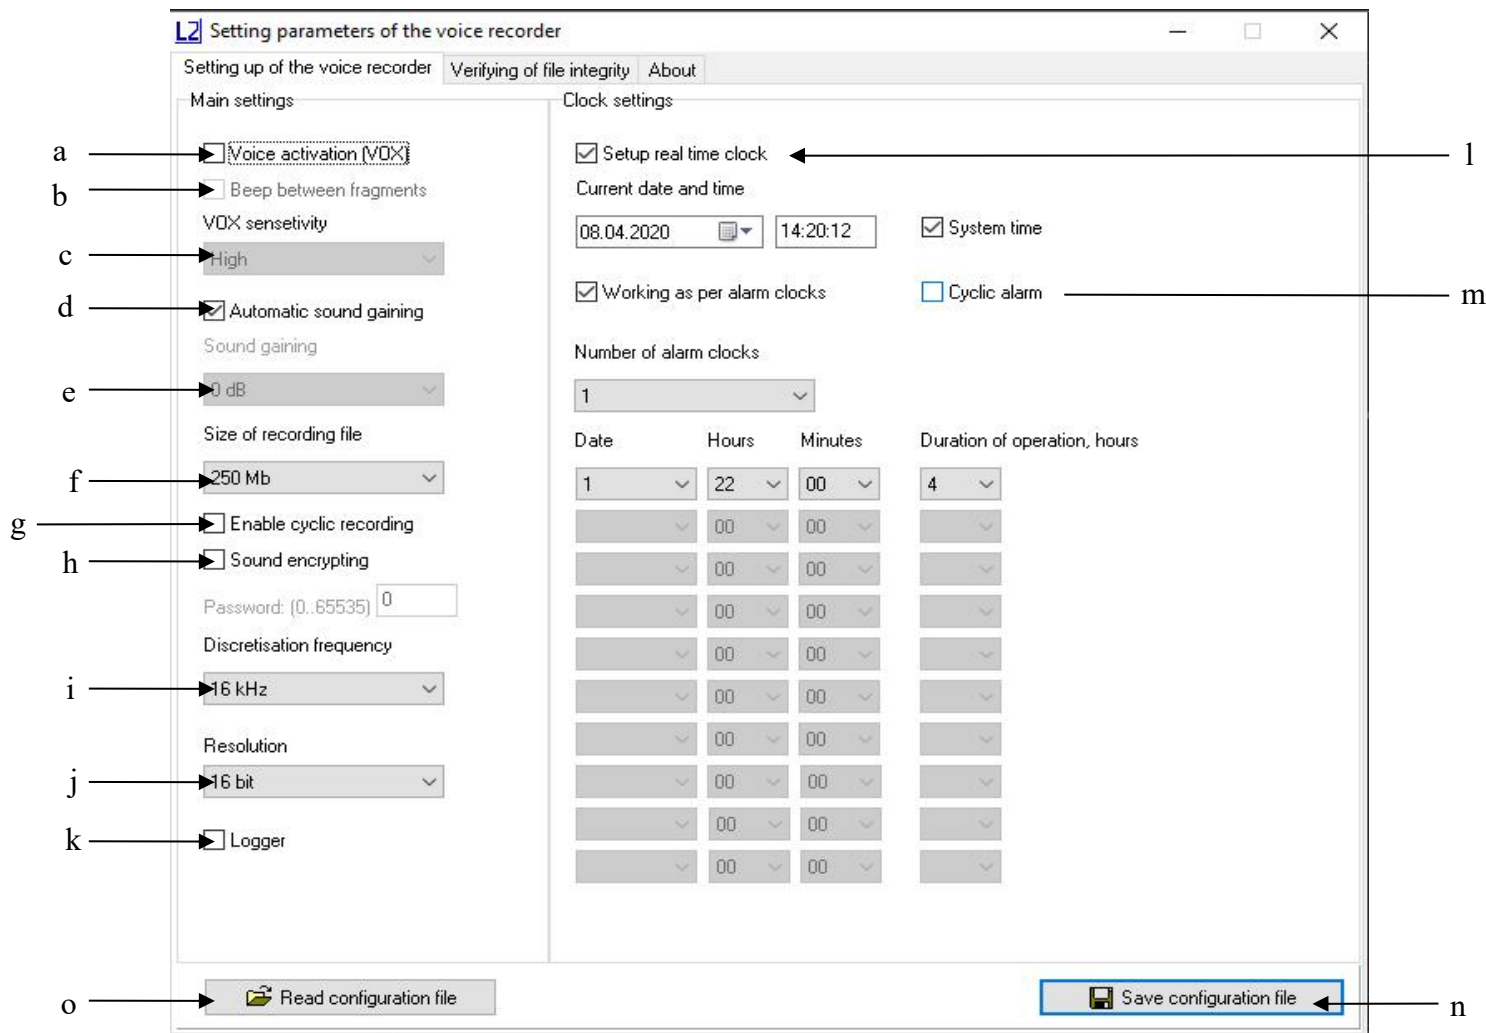 L2 Setting parameters of the voice recorder
Setting up of the voice recorder Verifying of file integrity About
Main settings Clock settings
a Voice activation (VOX) Setup real time clock l
b Beep between fragments Current date and time
VOX sensetivity
08.04.2020 14:20:12 System time
c High
Working as per alarm clocks Cyclic alarm m
d Automatic sound gaining
Sound gaining Number of alarm clocks
e 0 dB 1
Size of recording file Date Hours Minutes Duration of operation, hours
f 250 Mb 1 22 00 4
g Enable cyclic recording 00 00
h Sound encrypting 00 00
Password: (0..65535) 0 00 00
Discretisation frequency 00 00
i 16 kHz 00 00
Resolution 00 00
j 16 bit 00 00
k Logger 00 00
00 00
o Read configuration file Save configuration file n